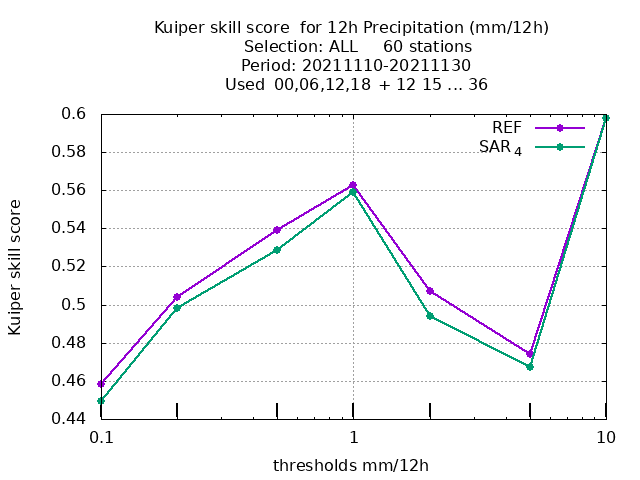 Kuiper skill score  for 12h Precipitation (mm/12h)
Selection: ALL     60 stations
Period: 20211110-20211130
Used  00,06,12,18  + 12 15 ... 36
REF
SAR 4
0.6
0.58
0.56
0.54
0.52
0.5
0.48
0.46
0.44
Kuiper skill score
0.1
1
10
thresholds mm/12h